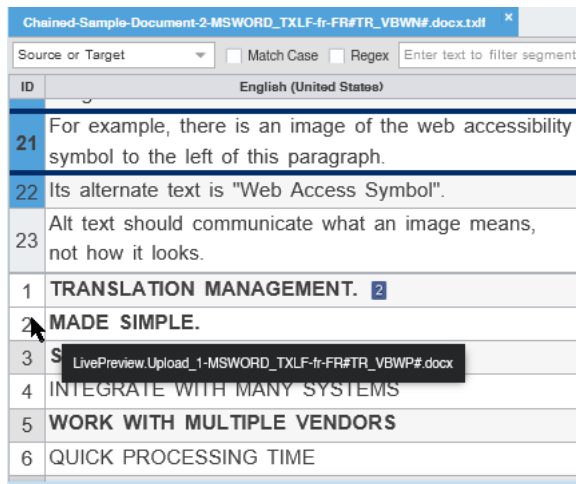 Chained-Sample-Document-2-MSWORD_TXLF-fr-FR#TR_VBWN#.docx.txlf ×
Source or Target Match Case Regex Enter text to filter segment
ID English (United States)
21 For example, there is an image of the web accessibility
symbol to the left of this paragraph.
22 Its alternate text is "Web Access Symbol".
23 Alt text should communicate what an image means,
not how it looks.
1 TRANSLATION MANAGEMENT. 2
2 MADE SIMPLE.
3 S
LivePreview.Upload_1-MSWORD_TXLF-fr-FR#TR_VBWP#.docx
4 INTEGRATE WITH MANY SYSTEMS
5 WORK WITH MULTIPLE VENDORS
6 QUICK PROCESSING TIME